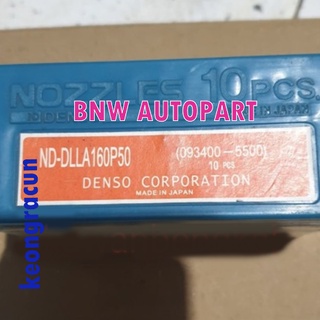 NOZZLES 10 PCS.
BNW AUTOPART
ND-DLLA160P50 (093400-5500)
10 PCS
DENSO CORPORATION
MADE IN JAPAN
keongracun